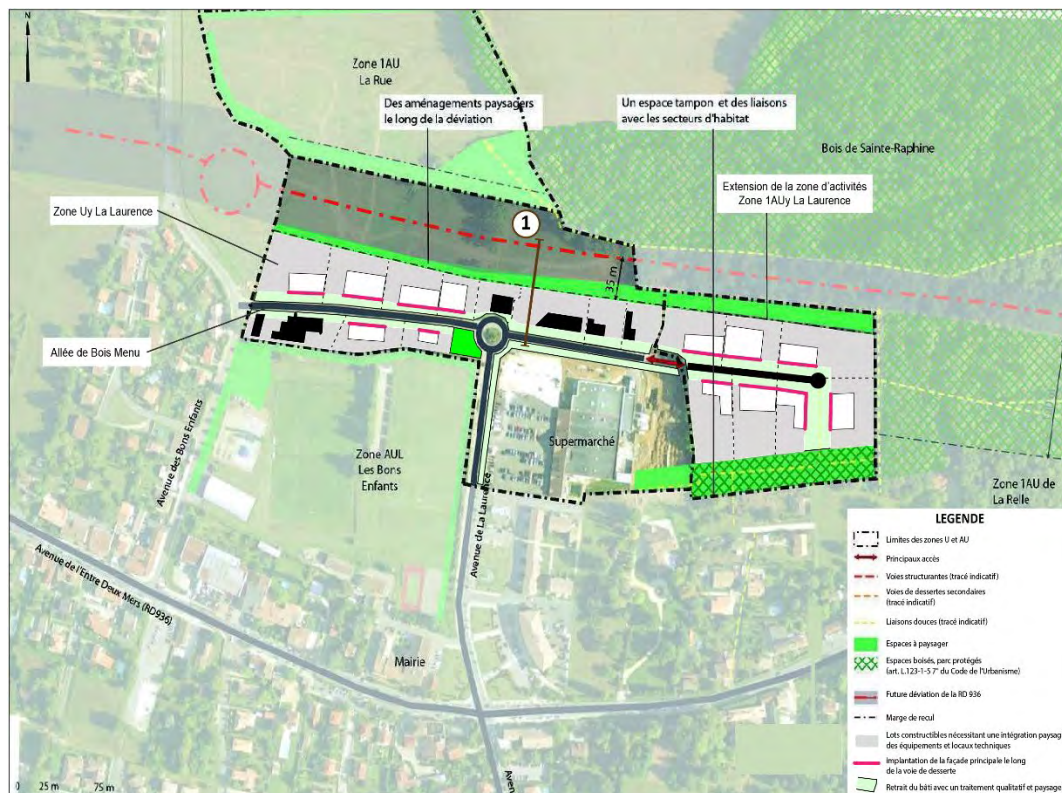 N
Zone 1AU
La Rue
Des aménagements paysagers
le long de la déviation
Un espace tampon et des liaisons
avec les secteurs d'habitat
Bois de Sainte-Raphine
Extension de la zone d'activités
Zone 1AUy La Laurence
Zone Uy La Laurence
1
35 m
Allée de Bois Menu
Supermarché
Avenue des Bons Enfants
Zone AUL
Les Bons
Enfants
Avenue de La Laurence
Zone 1AU de
La Relle
Avenue de l'Entre Deux Mers (RD936)
Mairie
Aven
0 25 m 75 m
LEGENDE
Limites des zones U et AU
Principaux accès
Voies structurantes (tracé indicatif)
Voies de dessertes secondaires
(tracé indicatif)
Liaisons douces (tracé indicatif)
Espaces à paysager
Espaces boisés, parc protégés
(art. L.123-1-5 7° du Code de l'Urbanisme)
Future déviation de la RD 936
Marge de recul
Lots constructibles nécessitant une intégration paysag
des équipements et locaux techniques
Implantation de la façade principale le long
de la voie de desserte
Retrait du bâti avec un traitement qualitatif et paysage